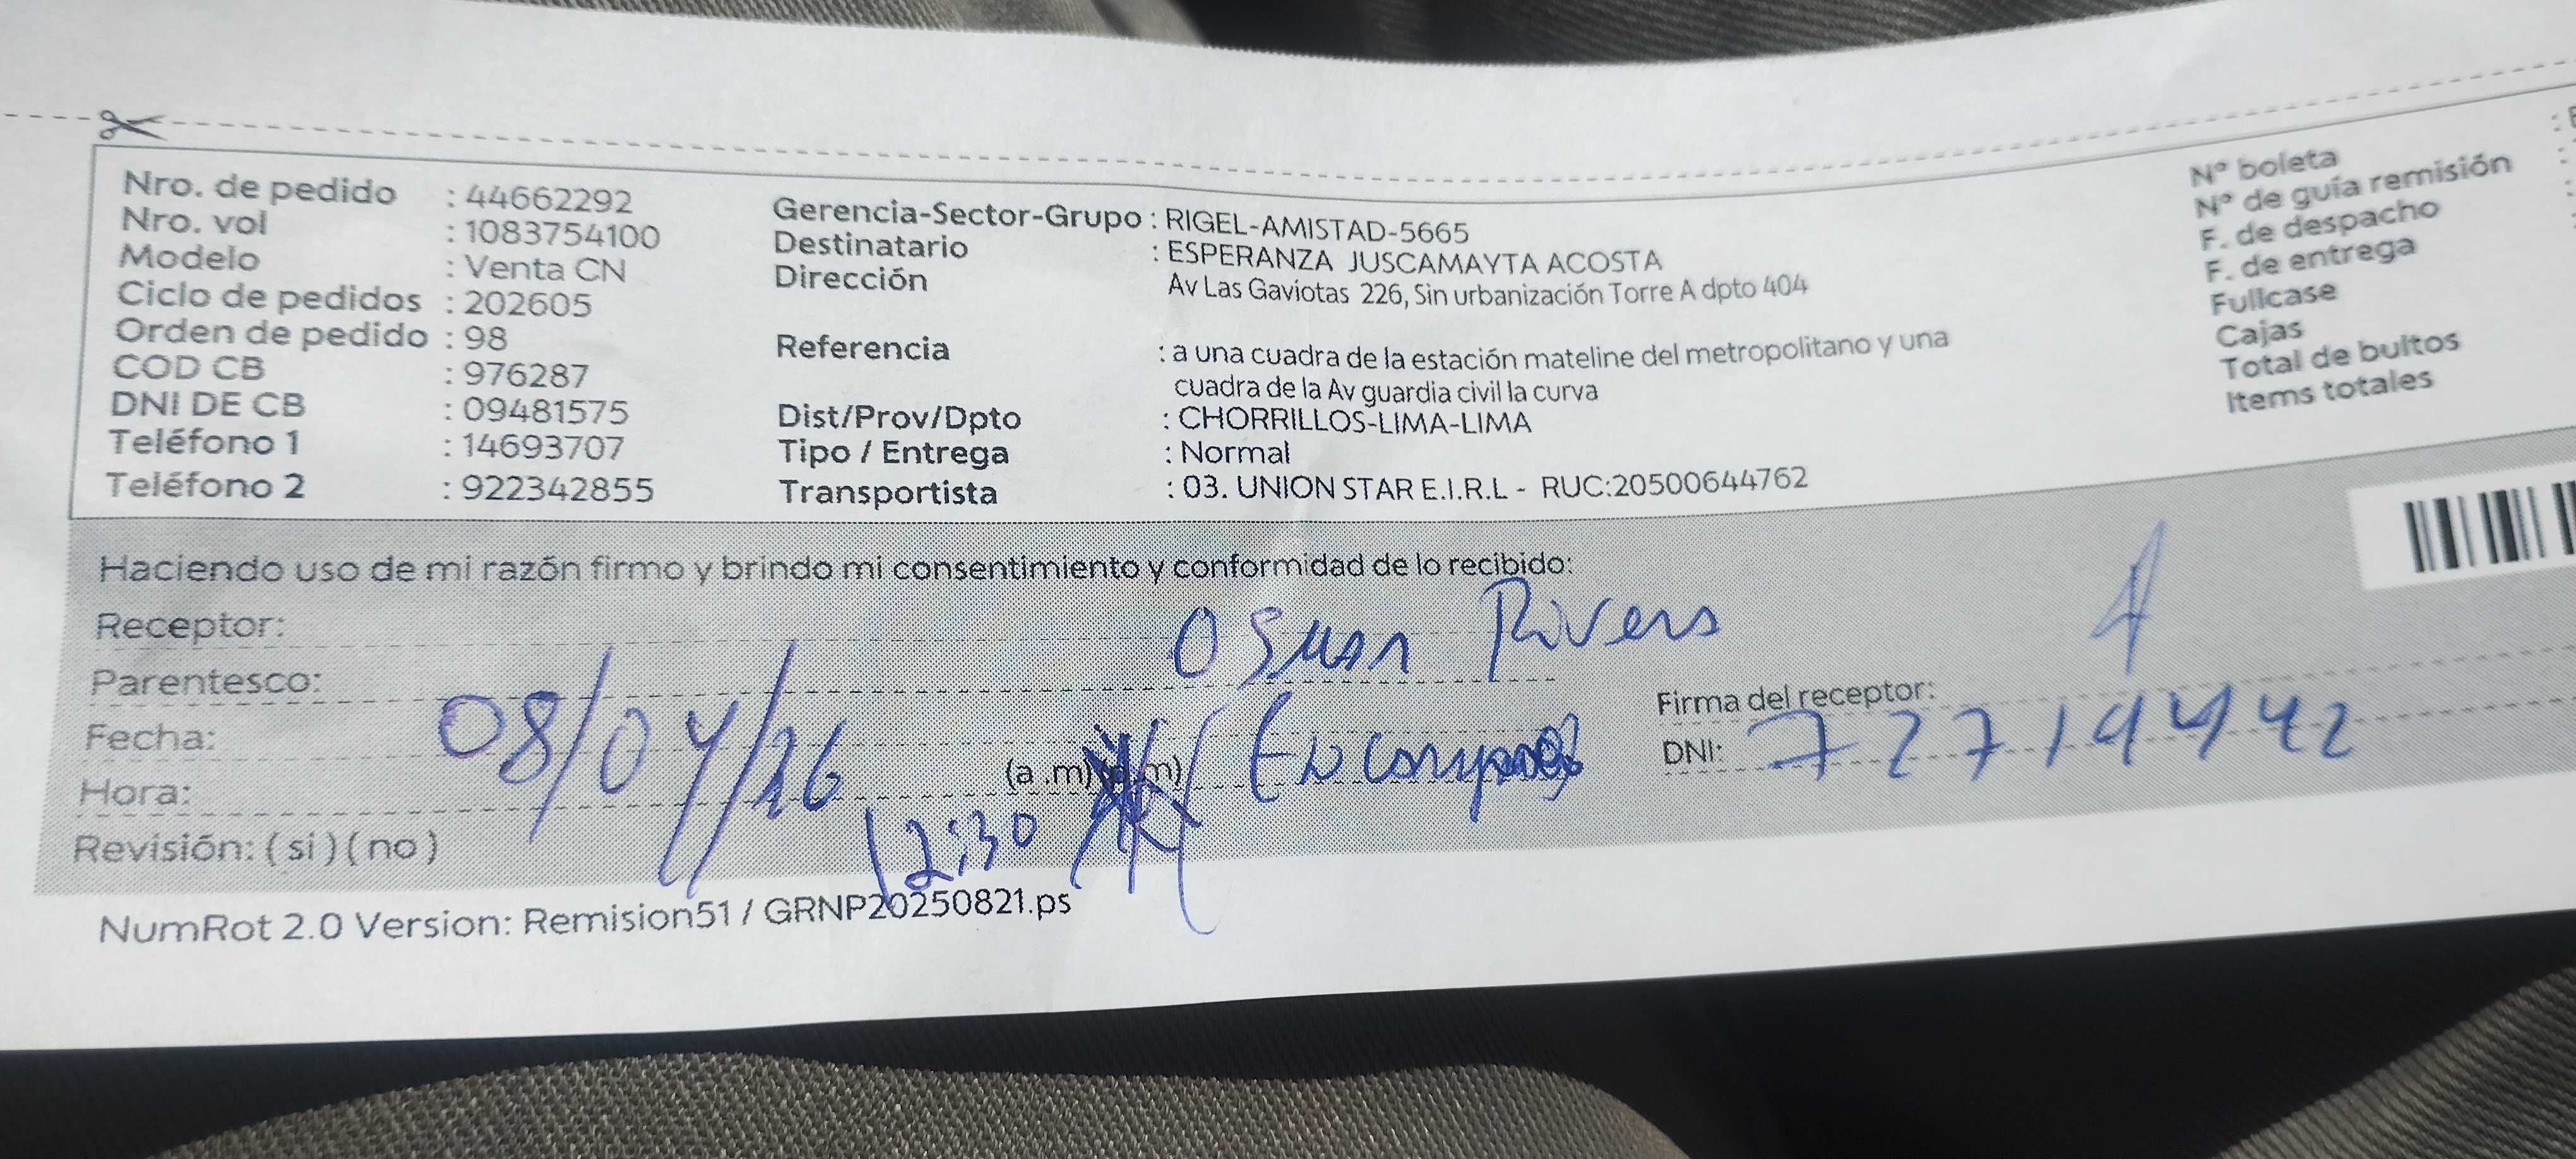 Nro. de pedido : 44662292
Nro. vol : 1083754100
Modelo : Venta CN
Ciclo de pedidos : 202605
Orden de pedido : 98
COD CB : 976287
DNI DE CB : 09481575
Teléfono 1 : 14693707
Teléfono 2 : 922342855
Gerencia-Sector-Grupo : RIGEL-AMISTAD-5665
Destinatario : ESPERANZA JUSCAMAYTA ACOSTA
Dirección Av Las Gaviotas 226, Sin urbanización Torre A dpto 404
Referencia : a una cuadra de la estación mateline del metropolitano y una
cuadra de la Av guardia civil la curva
Dist/Prov/Dpto : CHORRILLOS-LIMA-LIMA
Tipo / Entrega : Normal
Transportista : 03. UNION STAR E.I.R.L - RUC:20500644762
N° boleta
N° de guía remisión
F. de despacho
F. de entrega
Fullcase
Cajas
Total de bultos
Items totales
Haciendo uso de mi razón firmo y brindo mi consentimiento y conformidad de lo recibido:
Receptor: Rivera
Parentesco:
Fecha: 08/04/26
Hora: 12:30 (a .m)
Revisión: ( si ) ( no )
Firma del receptor:
DNI: 72719442
NumRot 2.0 Version: Remision51 / GRNP20250821.ps